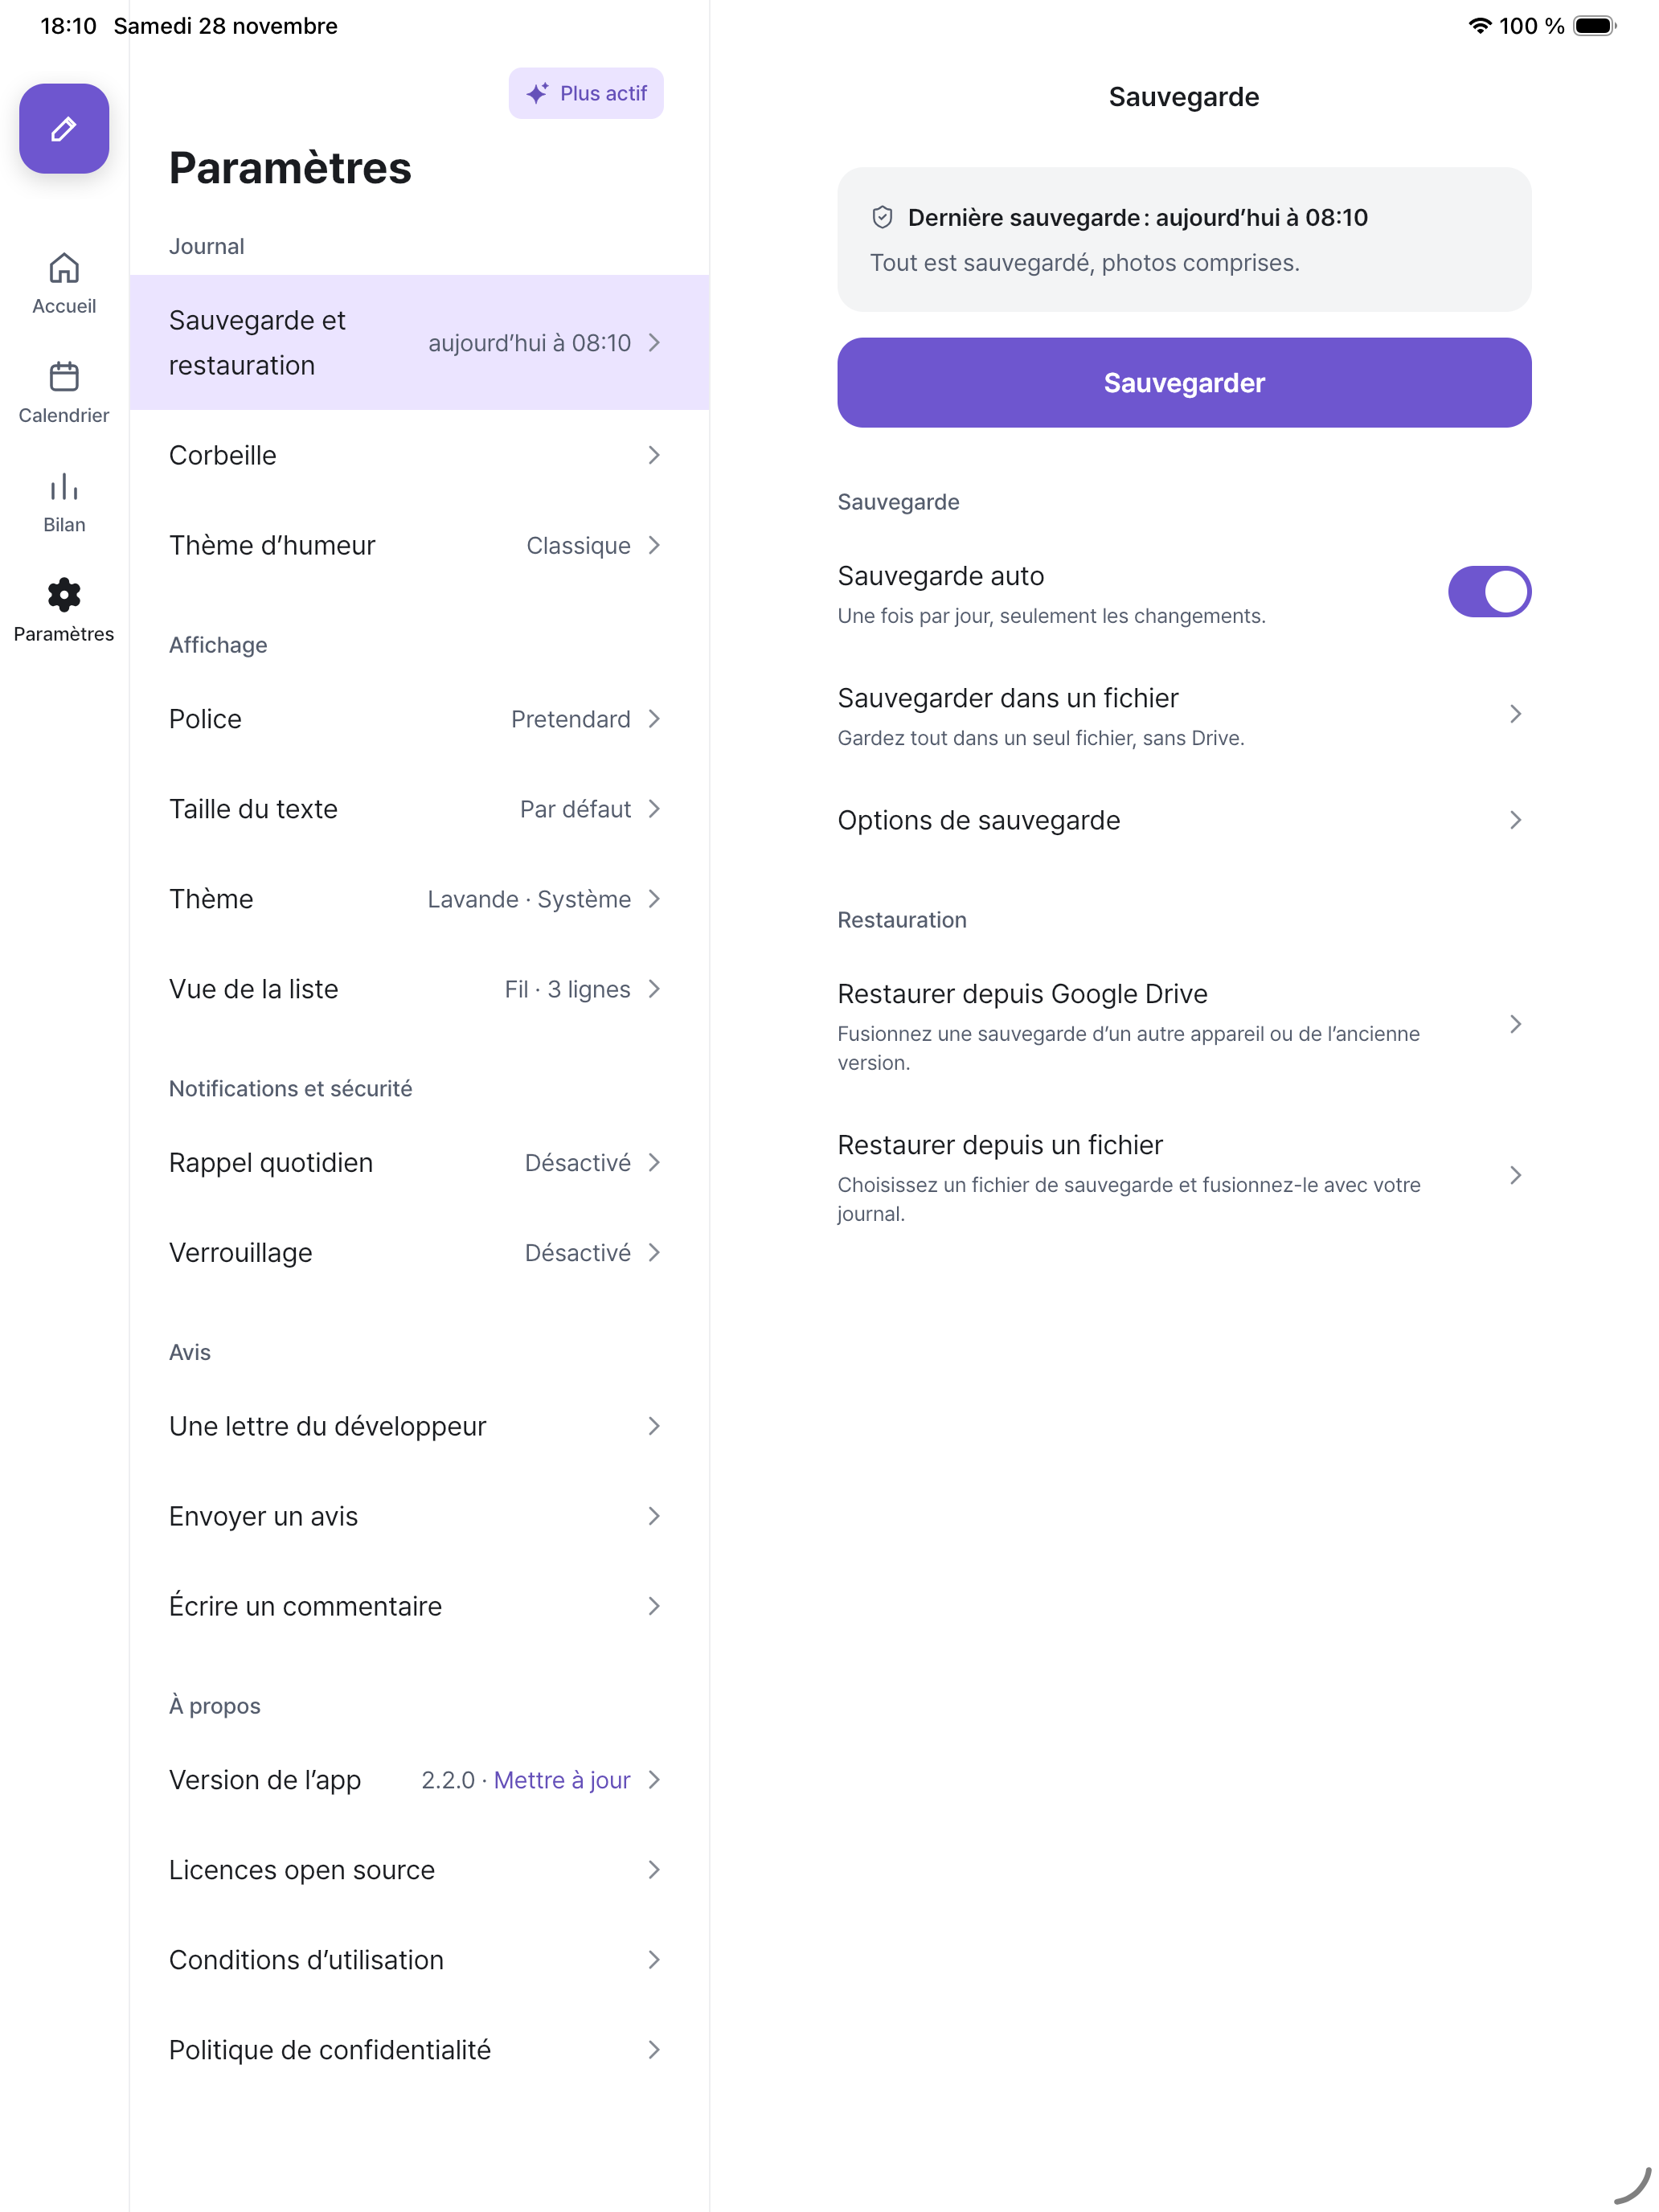 18:10 Samedi 28 novembre
100 %
Accueil
Calendrier
Bilan
Paramètres
Plus actif
Paramètres
Journal
Sauvegarde et
restauration
aujourd’hui à 08:10
Corbeille
Thème d’humeur
Classique
Affichage
Police
Pretendard
Taille du texte
Par défaut
Thème
Lavande · Système
Vue de la liste
Fil · 3 lignes
Notifications et sécurité
Rappel quotidien
Désactivé
Verrouillage
Désactivé
Avis
Une lettre du développeur
Envoyer un avis
Écrire un commentaire
À propos
Version de l’app
2.2.0 · Mettre à jour
Licences open source
Conditions d’utilisation
Politique de confidentialité
Sauvegarde
Dernière sauvegarde : aujourd’hui à 08:10
Tout est sauvegardé, photos comprises.
Sauvegarder
Sauvegarde
Sauvegarde auto
Une fois par jour, seulement les changements.
Sauvegarder dans un fichier
Gardez tout dans un seul fichier, sans Drive.
Options de sauvegarde
Restauration
Restaurer depuis Google Drive
Fusionnez une sauvegarde d’un autre appareil ou de l’ancienne
version.
Restaurer depuis un fichier
Choisissez un fichier de sauvegarde et fusionnez-le avec votre
journal.